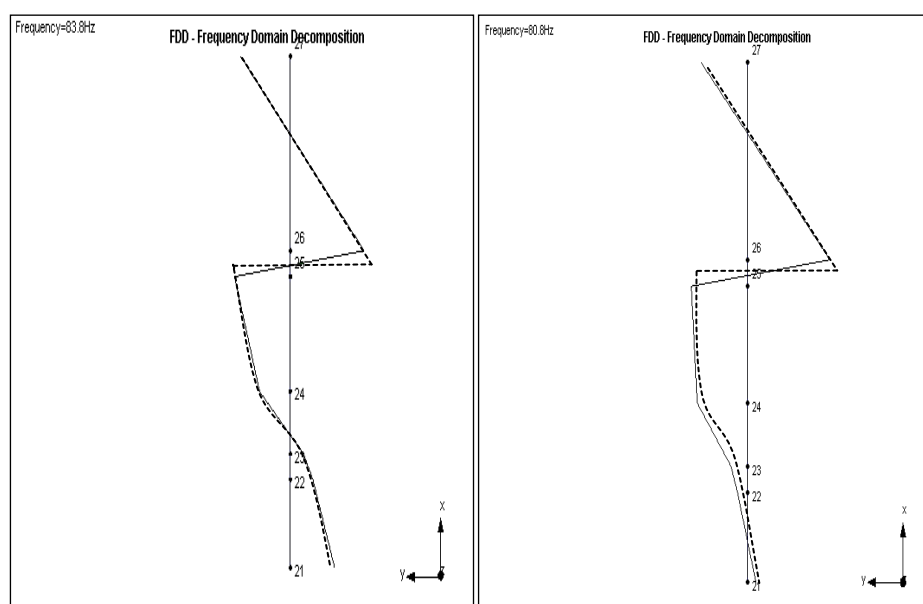 Frequency=83.8Hz
FDD - Frequency Domain Decomposition
27
26
25
24
23
22
21
x
y
z
Frequency=80.8Hz
FDD - Frequency Domain Decomposition
27
26
25
24
23
22
21
x
y